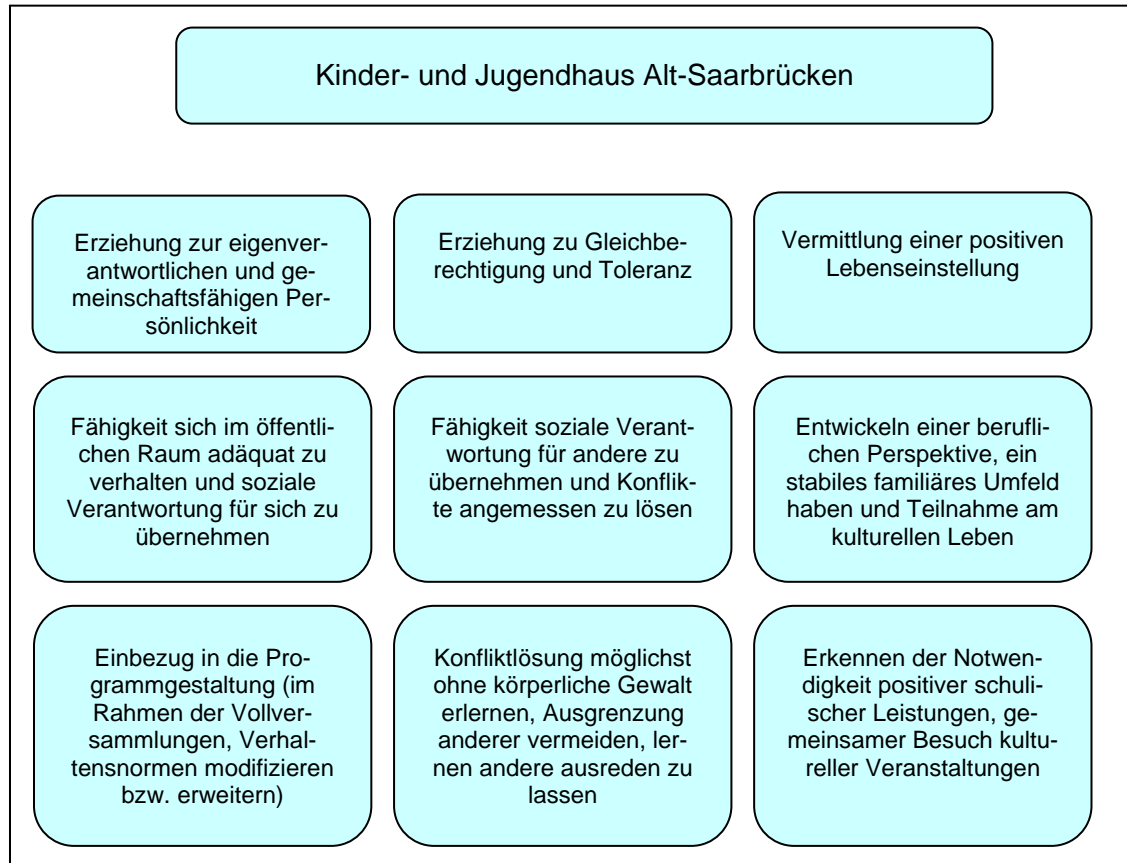 Kinder- und Jugendhaus Alt-Saarbrücken
Erziehung zur eigenver-
antwortlichen und ge-
meinschaftsfähigen Per-
sönlichkeit
Erziehung zu Gleichbe-
rechtigung und Toleranz
Vermittlung einer positiven
Lebenseinstellung
Fähigkeit sich im öffentli-
chen Raum adäquat zu
verhalten und soziale
Verantwortung für sich zu
übernehmen
Fähigkeit soziale Verant-
wortung für andere zu
übernehmen und Konflik-
te angemessen zu lösen
Entwickeln einer berufli-
chen Perspektive, ein
stabiles familiäres Umfeld
haben und Teilnahme am
kulturellen Leben
Einbezug in die Pro-
grammgestaltung (im
Rahmen der Vollver-
sammlungen, Verhal-
tensnormen modifizieren
bzw. erweitern)
Konfliktlösung möglichst
ohne körperliche Gewalt
erlernen, Ausgrenzung
anderer vermeiden, ler-
nen andere ausreden zu
lassen
Erkennen der Notwen-
digkeit positiver schuli-
scher Leistungen, ge-
meinsamer Besuch kultu-
reller Veranstaltungen